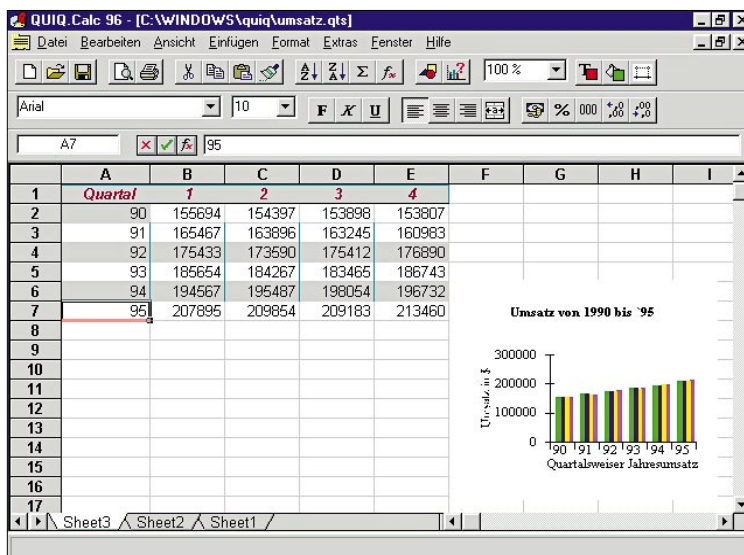 QUIQ.Calc 96 - [C:\WINDOWS\quiq\umsatz.qts]
Datei Bearbeiten Ansicht Einfügen Format Extras Fenster Hilfe
100 %
Arial 10 F K U % 000
A7 95
A B C D E F G H I
1 Quartal 1 2 3 4
2 90 155694 154397 153898 153807
3 91 165467 163896 163245 160983
4 92 175433 173590 175412 176890
5 93 185654 184267 183465 186743
6 94 194567 195487 198054 196732
7 95 207895 209854 209183 213460
8
9
10
11
12
13
14
15
16
17
Umsatz von 1990 bis `95
Umsatz in $
300000
200000
100000
0
'90 '91 '92 '93 '94 '95
Quartalsweiser Jahresumsatz
Sheet3 Sheet2 Sheet1